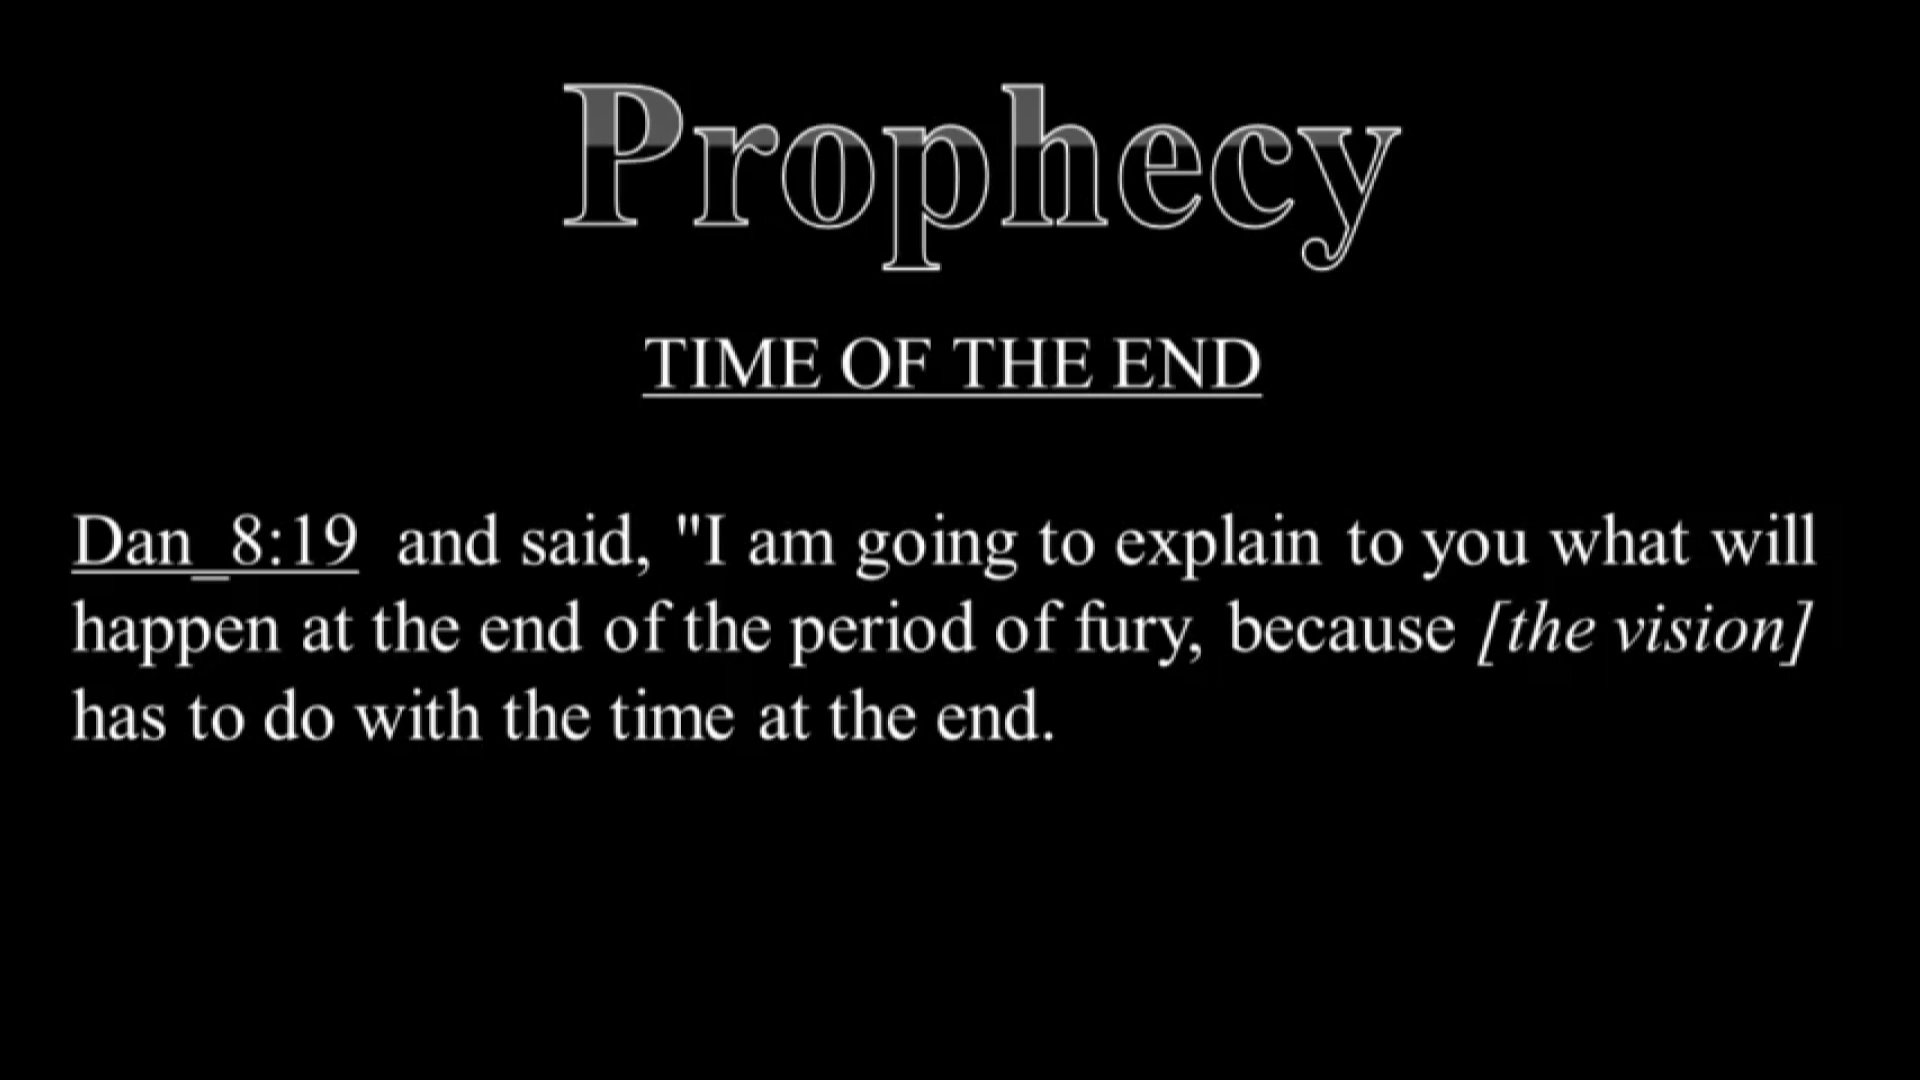 Prophecy
TIME OF THE END
Dan_8:19  and said, "I am going to explain to you what will
happen at the end of the period of fury, because [the vision]
has to do with the time at the end.